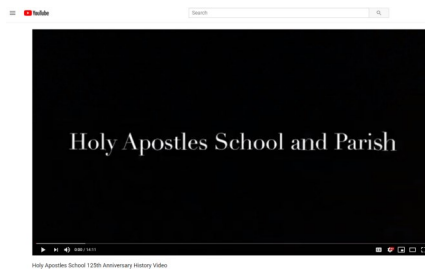 YouTube
Search
Holy Apostles School and Parish
0:00 / 14:11
Holy Apostles School 125th Anniversary History Video